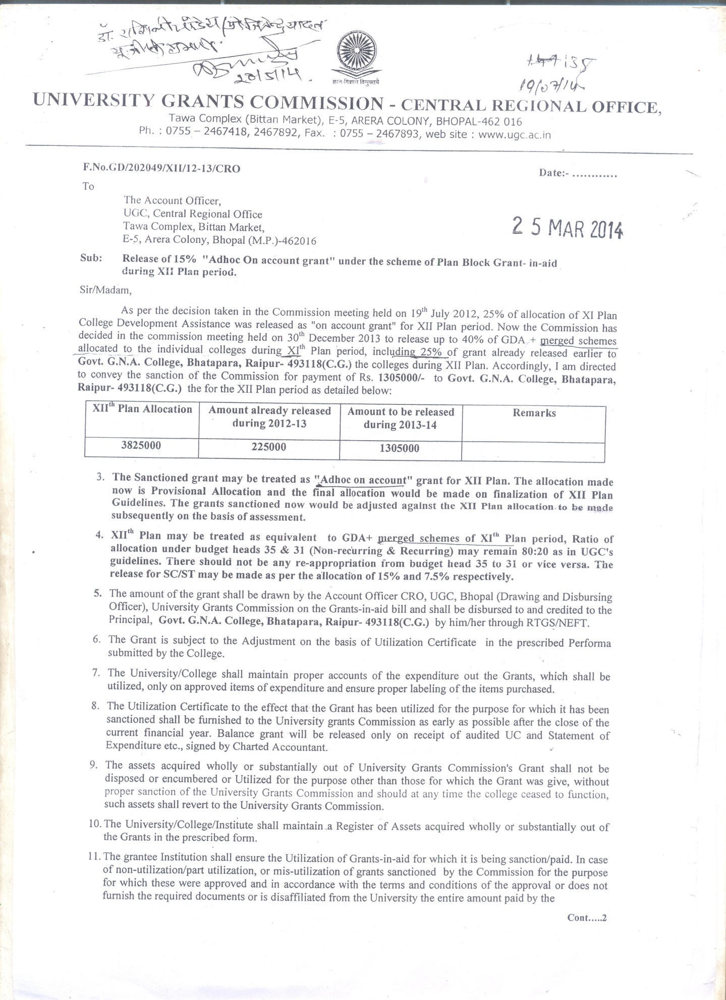 डॉ.
UNIVERSITY GRANTS COMMISSION - CENTRAL REGIONAL OFFICE,
ज्ञान-विज्ञान विमुक्तये
20/5/14.
135
19/07/14
Tawa Complex (Bittan Market), E-5, ARERA COLONY, BHOPAL-462 016
Ph. : 0755 – 2467418, 2467892, Fax. : 0755 – 2467893, web site : www.ugc.ac.in
F.No.GD/202049/XII/12-13/CRO
Date:- ............
To
The Account Officer,
UGC, Central Regional Office
Tawa Complex, Bittan Market,
E-5, Arera Colony, Bhopal (M.P.)-462016
25 MAR 2014
Sub: Release of 15% "Adhoc On account grant" under the scheme of Plan Block Grant- in-aid
during XII Plan period.
Sir/Madam,
As per the decision taken in the Commission meeting held on 19th July 2012, 25% of allocation of XI Plan
College Development Assistance was released as "on account grant" for XII Plan period. Now the Commission has
decided in the commission meeting held on 30th December 2013 to release up to 40% of GDA + merged schemes
allocated to the individual colleges during XIth Plan period, including 25% of grant already released earlier to
Govt. G.N.A. College, Bhatapara, Raipur- 493118(C.G.) the colleges during XII Plan. Accordingly, I am directed
to convey the sanction of the Commission for payment of Rs. 1305000/- to Govt. G.N.A. College, Bhatapara,
Raipur- 493118(C.G.) the for the XII Plan period as detailed below:
XIIth Plan Allocation | Amount already released during 2012-13 | Amount to be released during 2013-14 | Remarks
3825000 | 225000 | 1305000
3. The Sanctioned grant may be treated as "Adhoc on account" grant for XII Plan. The allocation made
now is Provisional Allocation and the final allocation would be made on finalization of XII Plan
Guidelines. The grants sanctioned now would be adjusted against the XII Plan allocation to be made
subsequently on the basis of assessment.
4. XIIth Plan may be treated as equivalent to GDA+ merged schemes of XIth Plan period, Ratio of
allocation under budget heads 35 & 31 (Non-recurring & Recurring) may remain 80:20 as in UGC's
guidelines. There should not be any re-appropriation from budget head 35 to 31 or vice versa. The
release for SC/ST may be made as per the allocation of 15% and 7.5% respectively.
5. The amount of the grant shall be drawn by the Account Officer CRO, UGC, Bhopal (Drawing and Disbursing
Officer), University Grants Commission on the Grants-in-aid bill and shall be disbursed to and credited to the
Principal, Govt. G.N.A. College, Bhatapara, Raipur- 493118(C.G.) by him/her through RTGS/NEFT.
6. The Grant is subject to the Adjustment on the basis of Utilization Certificate in the prescribed Performa
submitted by the College.
7. The University/College shall maintain proper accounts of the expenditure out the Grants, which shall be
utilized, only on approved items of expenditure and ensure proper labeling of the items purchased.
8. The Utilization Certificate to the effect that the Grant has been utilized for the purpose for which it has been
sanctioned shall be furnished to the University grants Commission as early as possible after the close of the
current financial year. Balance grant will be released only on receipt of audited UC and Statement of
Expenditure etc., signed by Charted Accountant.
9. The assets acquired wholly or substantially out of University Grants Commission's Grant shall not be
disposed or encumbered or Utilized for the purpose other than those for which the Grant was give, without
proper sanction of the University Grants Commission and should at any time the college ceased to function,
such assets shall revert to the University Grants Commission.
10. The University/College/Institute shall maintain a Register of Assets acquired wholly or substantially out of
the Grants in the prescribed form.
11. The grantee Institution shall ensure the Utilization of Grants-in-aid for which it is being sanction/paid. In case
of non-utilization/part utilization, or mis-utilization of grants sanctioned by the Commission for the purpose
for which these were approved and in accordance with the terms and conditions of the approval or does not
furnish the required documents or is disaffiliated from the University the entire amount paid by the
Cont.....2